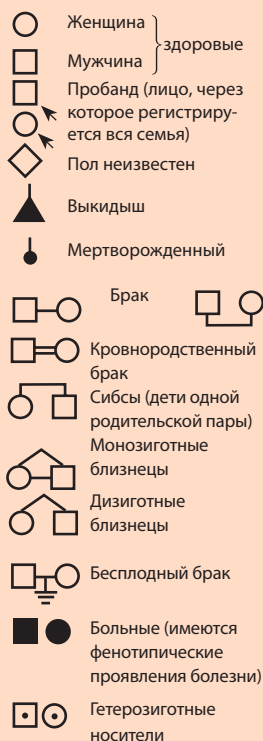 Женщина
здоровые
Мужчина
Пробанд (лицо, через
которое регистриру-
ется вся семья)
Пол неизвестен
Выкидыш
Мертворожденный
Брак
Кровнородственный
брак
Сибсы (дети одной
родительской пары)
Монозиготные
близнецы
Дизиготные
близнецы
Бесплодный брак
Больные (имеются
фенотипические
проявления болезни)
Гетерозиготные
носители